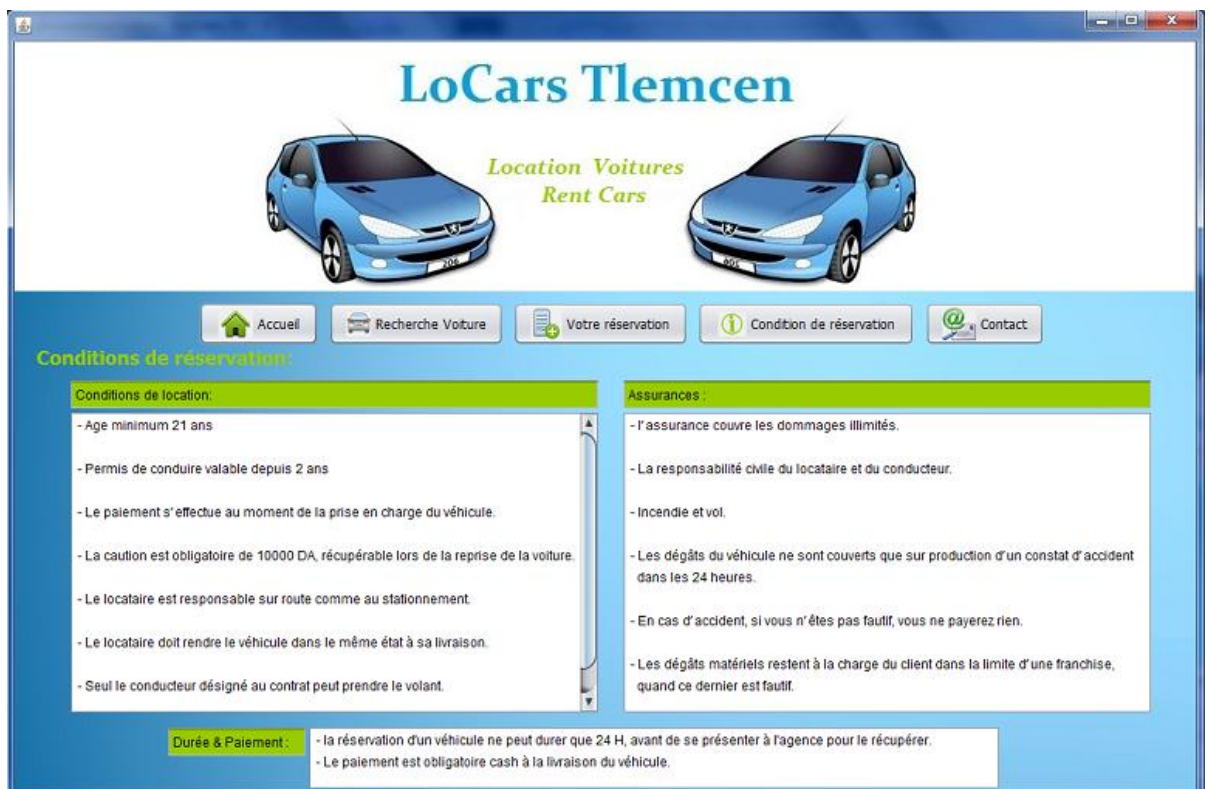 LoCars Tlemcen
Location Voitures
Rent Cars
206
Accueil
Recherche Voiture
Votre réservation
Condition de réservation
Contact
Conditions de réservation:
Conditions de location:
- Age minimum 21 ans
- Permis de conduire valable depuis 2 ans
- Le paiement s'effectue au moment de la prise en charge du véhicule.
- La caution est obligatoire de 10000 DA, récupérable lors de la reprise de la voiture.
- Le locataire est responsable sur route comme au stationnement.
- Le locataire doit rendre le véhicule dans le même état à sa livraison.
- Seul le conducteur désigné au contrat peut prendre le volant.
Assurances :
- l'assurance couvre les dommages illimités.
- La responsabilité civile du locataire et du conducteur.
- Incendie et vol.
- Les dégâts du véhicule ne sont couverts que sur production d'un constat d'accident
dans les 24 heures.
- En cas d'accident, si vous n'êtes pas fautif, vous ne payerez rien.
- Les dégâts matériels restent à la charge du client dans la limite d'une franchise,
quand ce dernier est fautif.
Durée & Paiement :
- la réservation d'un véhicule ne peut durer que 24 H, avant de se présenter à l'agence pour le récupérer.
- Le paiement est obligatoire cash à la livraison du véhicule.